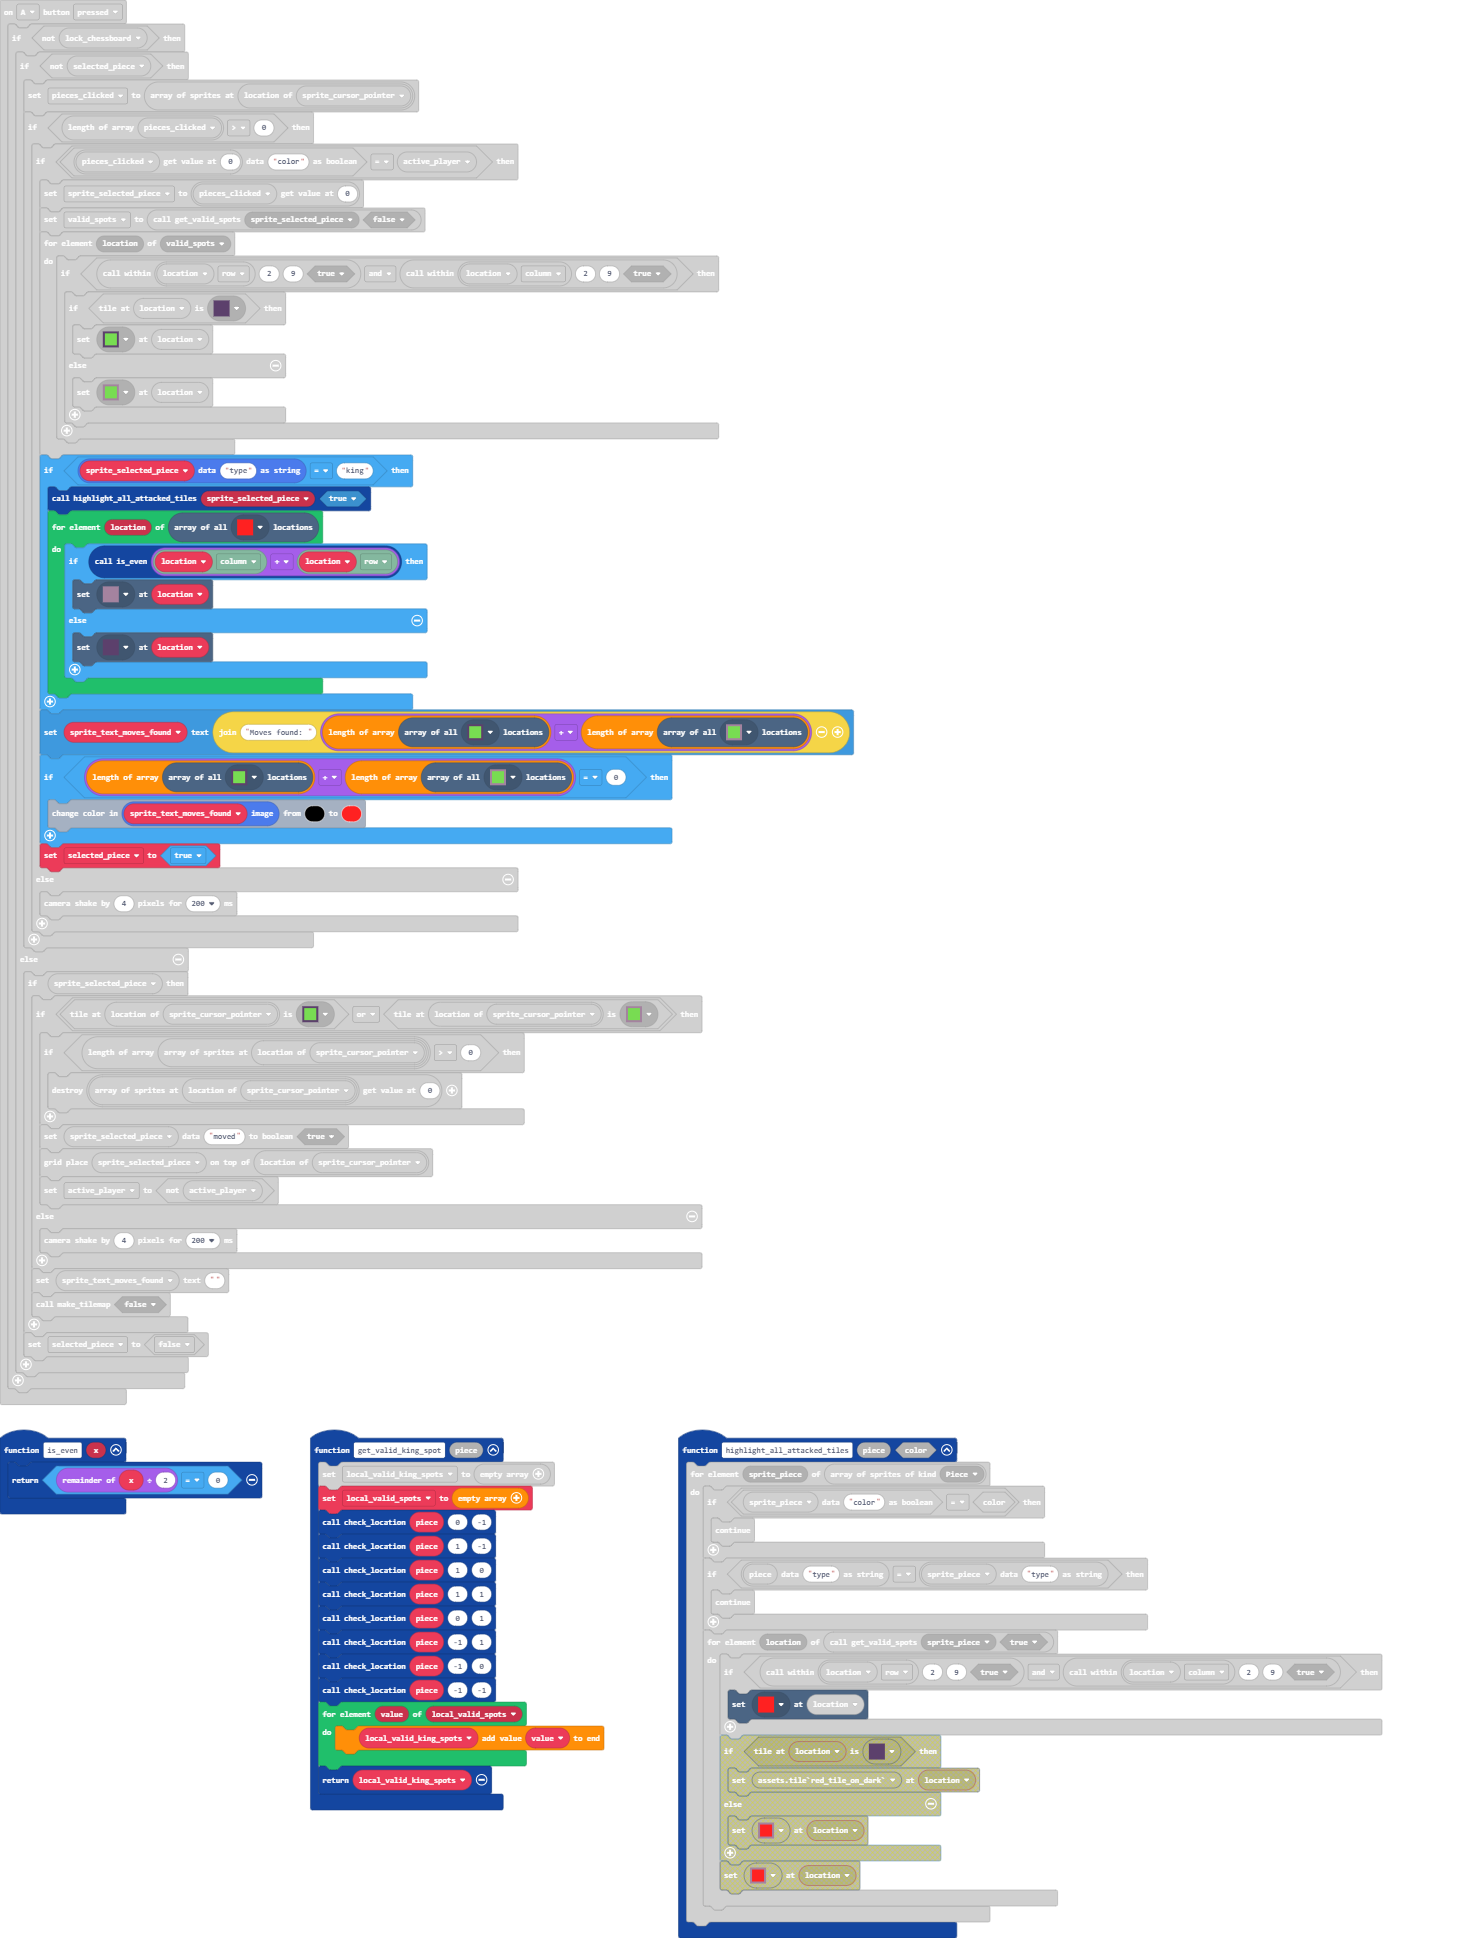 on A button pressed
if not lock_chessboard then
if not selected_piece then
set pieces_clicked to array of sprites at location of sprite_cursor_pointer
if length of array pieces_clicked > 0 then
if pieces_clicked get value at 0 data "color" as boolean = active_player then
set sprite_selected_piece to pieces_clicked get value at 0
set valid_spots to call get_valid_spots sprite_selected_piece false
for element location of valid_spots
do
if call within location row 2 9 true and call within location column 2 9 true then
if tile at location is then
set at location
else
set at location
if sprite_selected_piece data "type" as string = "king" then
call highlight_all_attacked_tiles sprite_selected_piece true
for element location of array of all locations
do
if call is_even location column + location row then
set at location
else
set at location
set sprite_text_moves_found text join "Moves found: " length of array array of all locations + length of array array of all locations
if length of array array of all locations + length of array array of all locations = 0 then
change color in sprite_text_moves_found image from to
set selected_piece to true
else
camera shake by 4 pixels for 200 ms
else
if sprite_selected_piece then
if tile at location of sprite_cursor_pointer is or tile at location of sprite_cursor_pointer is then
if length of array array of sprites at location of sprite_cursor_pointer > 0 then
destroy array of sprites at location of sprite_cursor_pointer get value at 0
set sprite_selected_piece data "moved" to boolean true
grid place sprite_selected_piece on top of location of sprite_cursor_pointer
set active_player to not active_player
else
camera shake by 4 pixels for 200 ms
set sprite_text_moves_found text ""
call make_tilemap false
set selected_piece to false
function is_even x
return remainder of x ÷ 2 = 0
function get_valid_king_spot piece
set local_valid_king_spots to empty array
set local_valid_spots to empty array
call check_location piece 0 -1
call check_location piece 1 -1
call check_location piece 1 0
call check_location piece 1 1
call check_location piece 0 1
call check_location piece -1 1
call check_location piece -1 0
call check_location piece -1 -1
for element value of local_valid_spots
do local_valid_king_spots add value value to end
return local_valid_king_spots
function highlight_all_attacked_tiles piece color
for element sprite_piece of array of sprites of kind Piece
do
if sprite_piece data "color" as boolean = color then
continue
if piece data "type" as string = sprite_piece data "type" as string then
continue
for element location of call get_valid_spots sprite_piece true
do
if call within location row 2 9 true and call within location column 2 9 true then
set at location
if tile at location is then
set assets.tile`red_tile_on_dark` at location
else
set at location
set at location